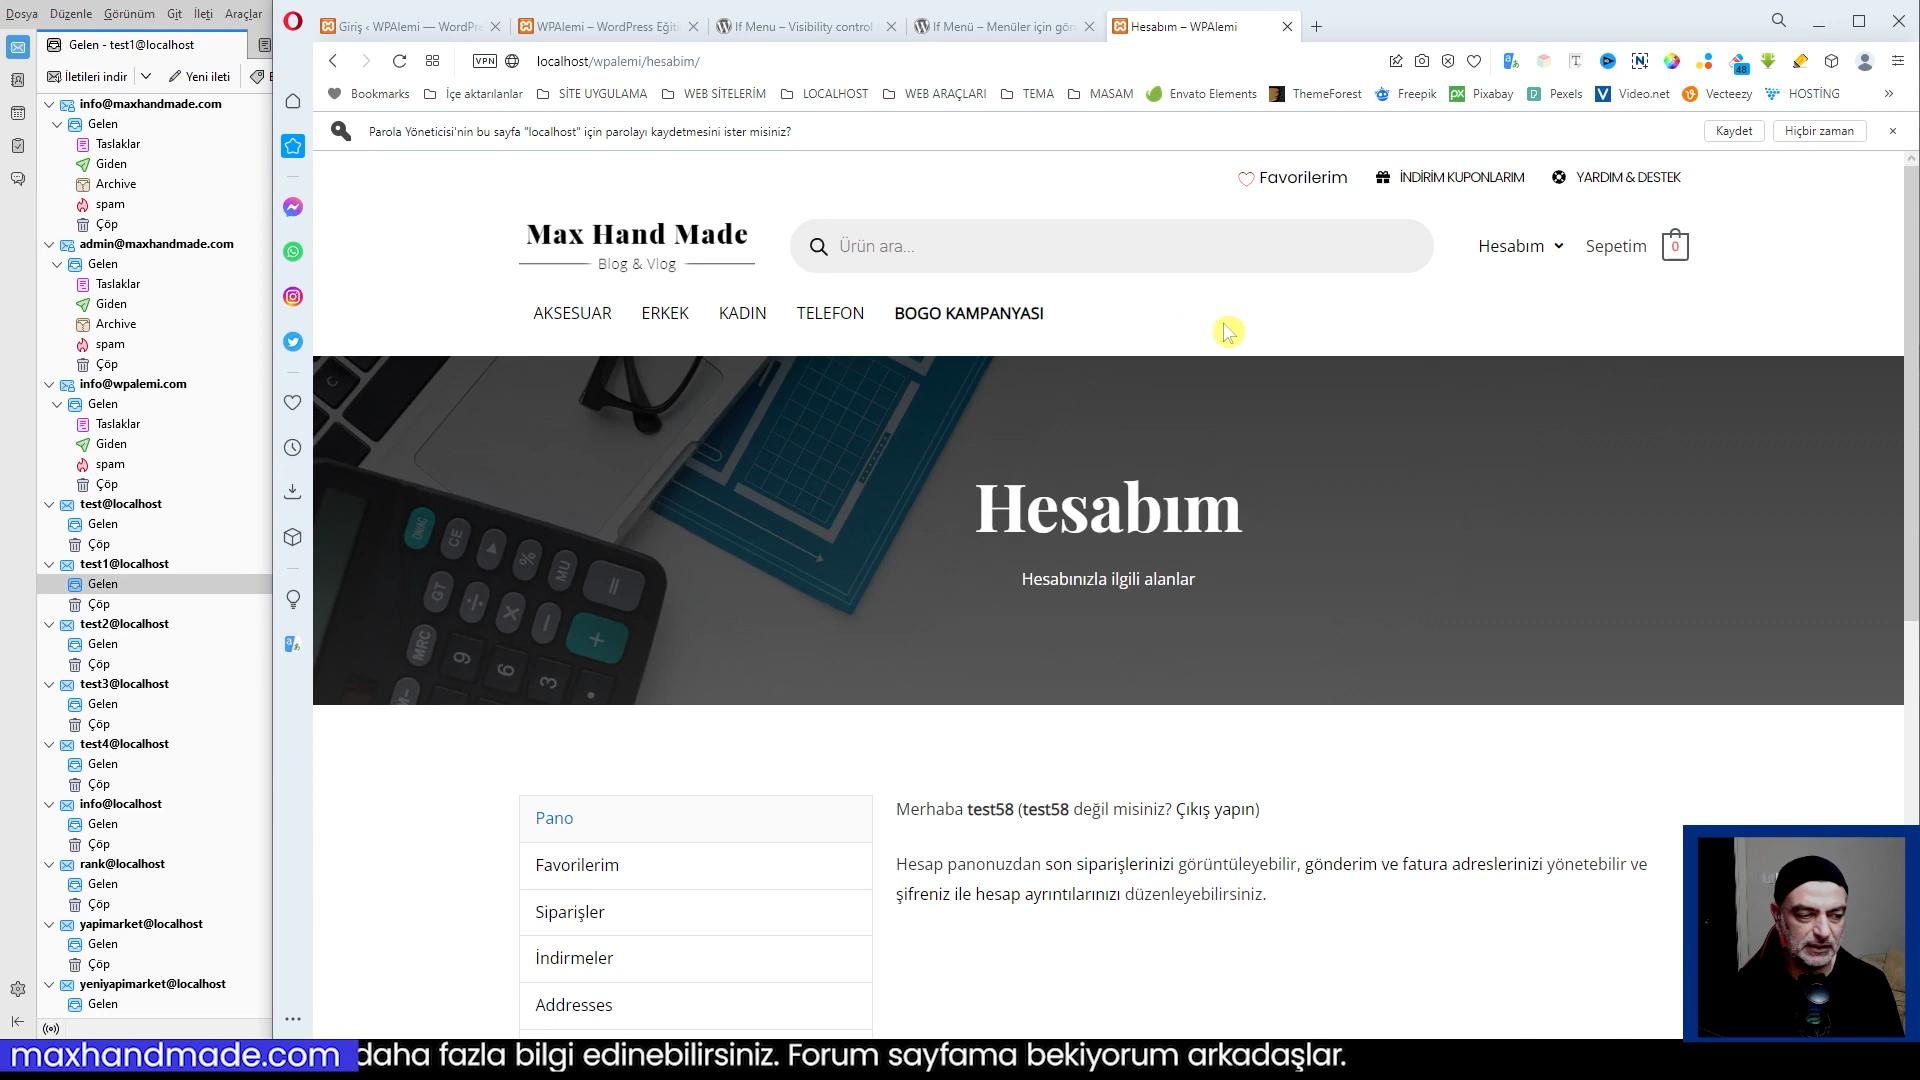 Dosya Düzenle Görünüm Git İleti Araçlar
Gelen - test1@localhost
İletileri indir Yeni ileti
info@maxhandmade.com
Gelen
Taslaklar
Giden
Archive
spam
Çöp
admin@maxhandmade.com
Gelen
Taslaklar
Giden
Archive
spam
Çöp
info@wpalemi.com
Gelen
Taslaklar
Giden
spam
Çöp
test@localhost
Gelen
Çöp
test1@localhost
Gelen
Çöp
test2@localhost
Gelen
Çöp
test3@localhost
Gelen
Çöp
test4@localhost
Gelen
Çöp
info@localhost
Gelen
Çöp
rank@localhost
Gelen
Çöp
yapimarket@localhost
Gelen
Çöp
yeniyapimarket@localhost
Gelen
Giriş ‹ WPAlemi — WordPre
WPAlemi – WordPress Eğiti
If Menu – Visibility control
If Menü – Menüler için gör
Hesabım – WPAlemi
VPN localhost/wpalemi/hesabim/
48
Bookmarks İçe aktarılanlar SİTE UYGULAMA WEB SİTELERİM LOCALHOST WEB ARAÇLARI TEMA MASAM Envato Elements ThemeForest Freepik Pixabay Pexels Video.net Vecteezy HOSTİNG
Parola Yöneticisi'nin bu sayfa "localhost" için parolayı kaydetmesini ister misiniz?
Kaydet Hiçbir zaman
Favorilerim İNDİRİM KUPONLARIM YARDIM & DESTEK
Max Hand Made
Blog & Vlog
Ürün ara...
Hesabım Sepetim 0
AKSESUAR ERKEK KADIN TELEFON BOGO KAMPANYASI
Hesabım
Hesabınızla ilgili alanlar
Pano
Favorilerim
Siparişler
İndirmeler
Addresses
Merhaba test58 (test58 değil misiniz? Çıkış yapın)
Hesap panonuzdan son siparişlerinizi görüntüleyebilir, gönderim ve fatura adreslerinizi yönetebilir ve
şifreniz ile hesap ayrıntılarınızı düzenleyebilirsiniz.
maxhandmade.com daha fazla bilgi edinebilirsiniz. Forum sayfama bekiyorum arkadaşlar.